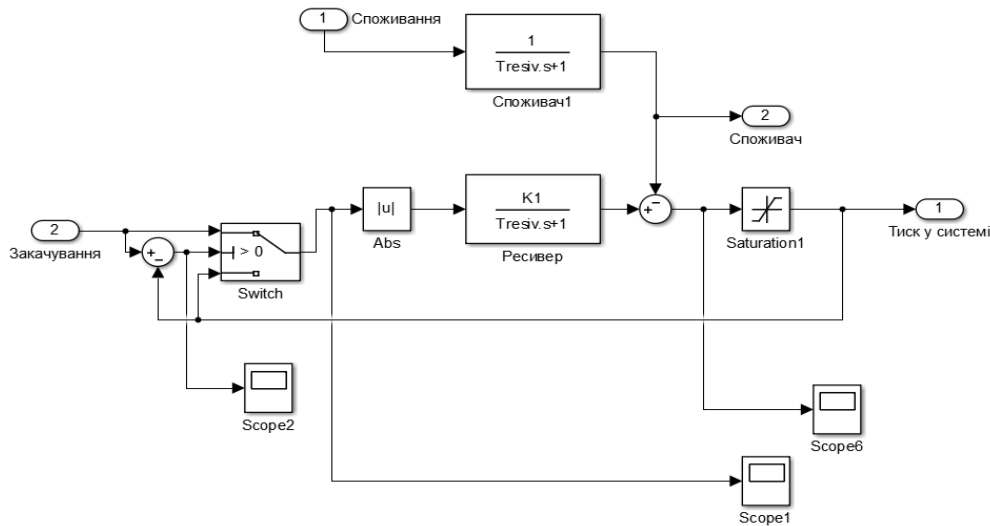 1
Споживання
1
Tresiv.s+1
Споживач1
2
Споживач
2
Закачування
+
−
> 0
Switch
|u|
Abs
K1
Tresiv.s+1
Ресивер
+
−
Saturation1
1
Тиск у системі
Scope2
Scope6
Scope1